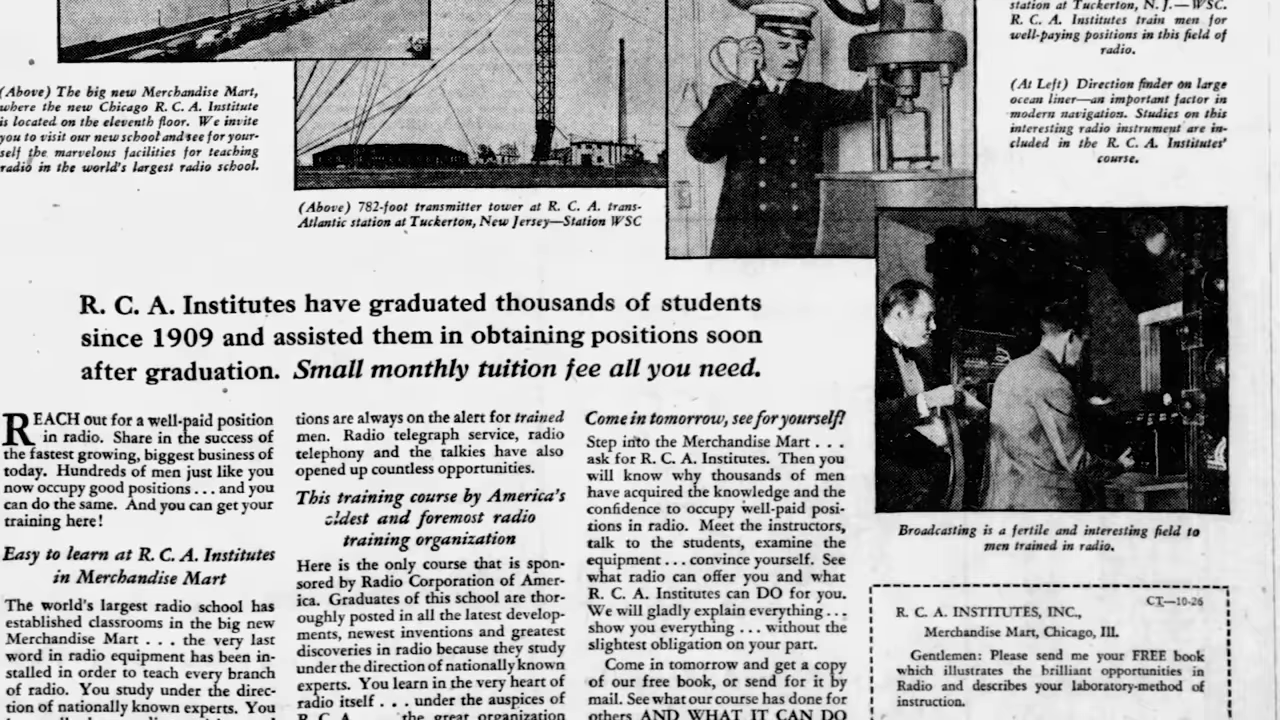 (Above) The big new Merchandise Mart,
where the new Chicago R. C. A. Institute
is located on the eleventh floor. We invite
you to visit our new school and see for your-
self the marvelous facilities for teaching
radio in the world's largest radio school.
(Above) 782-foot transmitter tower at R. C. A. trans-
Atlantic station at Tuckerton, New Jersey—Station WSC
station at Tuckerton, N. J.—WSC.
R. C. A. Institutes train men for
well-paying positions in this field of
radio.
(At Left) Direction finder on large
ocean liner—an important factor in
modern navigation. Studies on this
interesting radio instrument are in-
cluded in the R. C. A. Institutes'
course.
R. C. A. Institutes have graduated thousands of students
since 1909 and assisted them in obtaining positions soon
after graduation. Small monthly tuition fee all you need.
REACH out for a well-paid position
in radio. Share in the success of
the fastest growing, biggest business of
today. Hundreds of men just like you
now occupy good positions . . . and you
can do the same. And you can get your
training here!
Easy to learn at R. C. A. Institutes
in Merchandise Mart
The world's largest radio school has
established classrooms in the big new
Merchandise Mart . . . the very last
word in radio equipment has been in-
stalled in order to teach every branch
of radio. You study under the direc-
tion of nationally known experts. You
tions are always on the alert for trained
men. Radio telegraph service, radio
telephony and the talkies have also
opened up countless opportunities.
This training course by America's
oldest and foremost radio
training organization
Here is the only course that is spon-
sored by Radio Corporation of Amer-
ica. Graduates of this school are thor-
oughly posted in all the latest develop-
ments, newest inventions and greatest
discoveries in radio because they study
under the direction of nationally known
experts. You learn in the very heart of
radio itself . . . under the auspices of
R. C. A. the great organization
Come in tomorrow, see for yourself!
Step into the Merchandise Mart . . .
ask for R. C. A. Institutes. Then you
will know why thousands of men
have acquired the knowledge and the
confidence to occupy well-paid posi-
tions in radio. Meet the instructors,
talk to the students, examine the
equipment . . . convince yourself. See
what radio can offer you and what
R. C. A. Institutes can DO for you.
We will gladly explain everything . . .
show you everything . . . without the
slightest obligation on your part.
Come in tomorrow and get a copy
of our free book, or send for it by
mail. See what our course has done for
others AND WHAT IT CAN DO
Broadcasting is a fertile and interesting field to
men trained in radio.
CT—10-26
R. C. A. INSTITUTES, INC.,
Merchandise Mart, Chicago, Ill.
Gentlemen: Please send me your FREE book
which illustrates the brilliant opportunities in
Radio and describes your laboratory-method of
instruction.